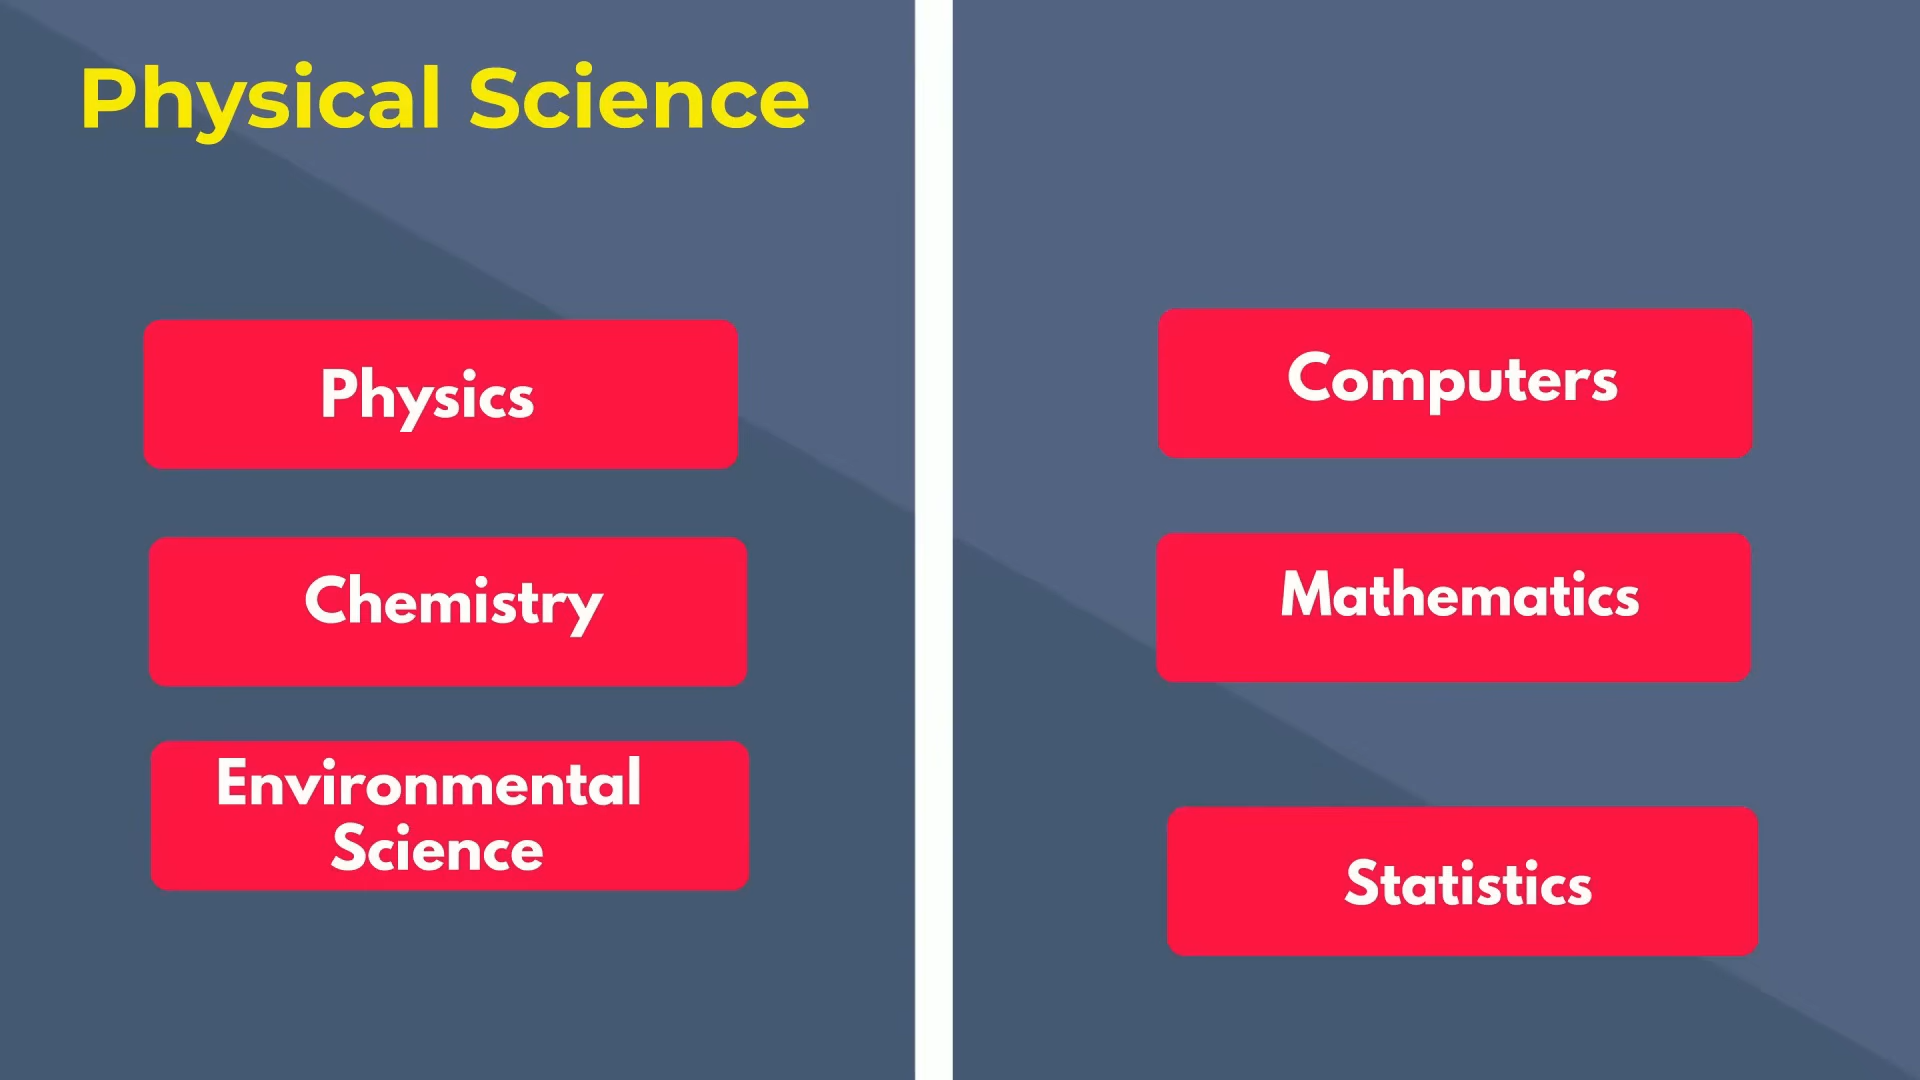 Physical Science
Physics
Chemistry
Environmental
Science
Computers
Mathematics
Statistics